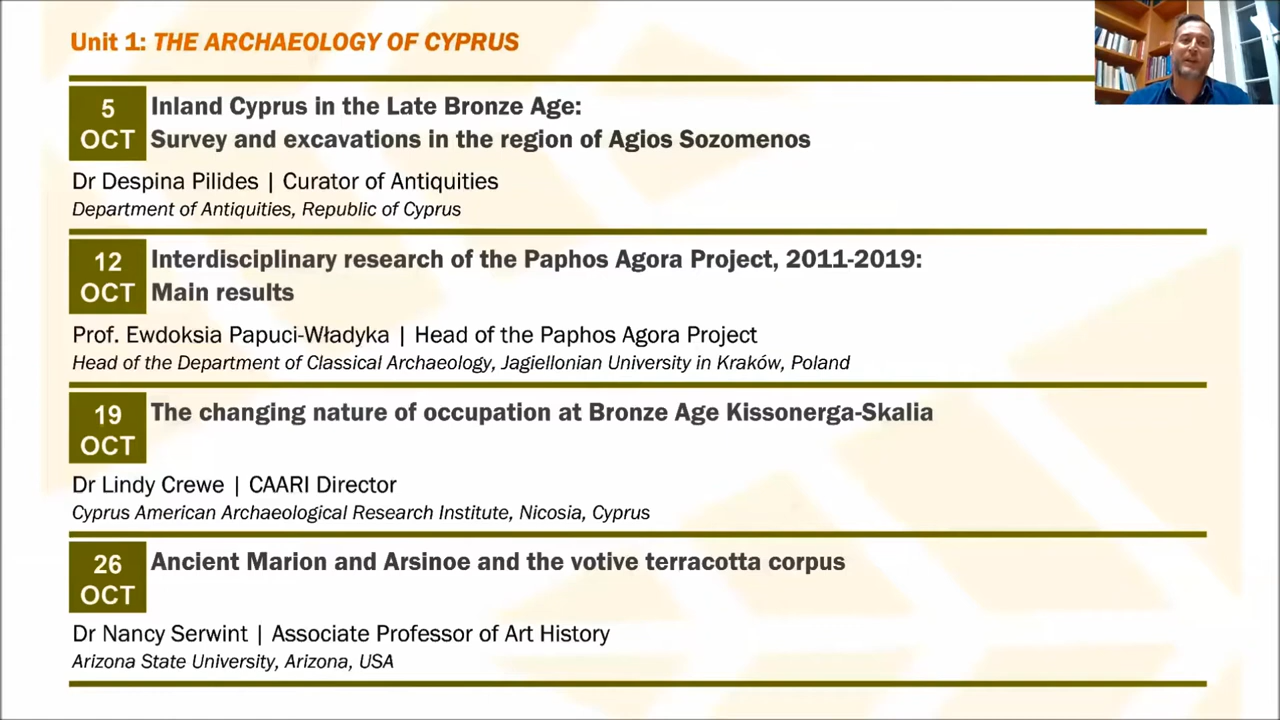 Unit 1: THE ARCHAEOLOGY OF CYPRUS
5 OCT
Inland Cyprus in the Late Bronze Age:
Survey and excavations in the region of Agios Sozomenos
Dr Despina Pilides | Curator of Antiquities
Department of Antiquities, Republic of Cyprus
12 OCT
Interdisciplinary research of the Paphos Agora Project, 2011-2019:
Main results
Prof. Ewdoksia Papuci-Władyka | Head of the Paphos Agora Project
Head of the Department of Classical Archaeology, Jagiellonian University in Kraków, Poland
19 OCT
The changing nature of occupation at Bronze Age Kissonerga-Skalia
Dr Lindy Crewe | CAARI Director
Cyprus American Archaeological Research Institute, Nicosia, Cyprus
26 OCT
Ancient Marion and Arsinoe and the votive terracotta corpus
Dr Nancy Serwint | Associate Professor of Art History
Arizona State University, Arizona, USA